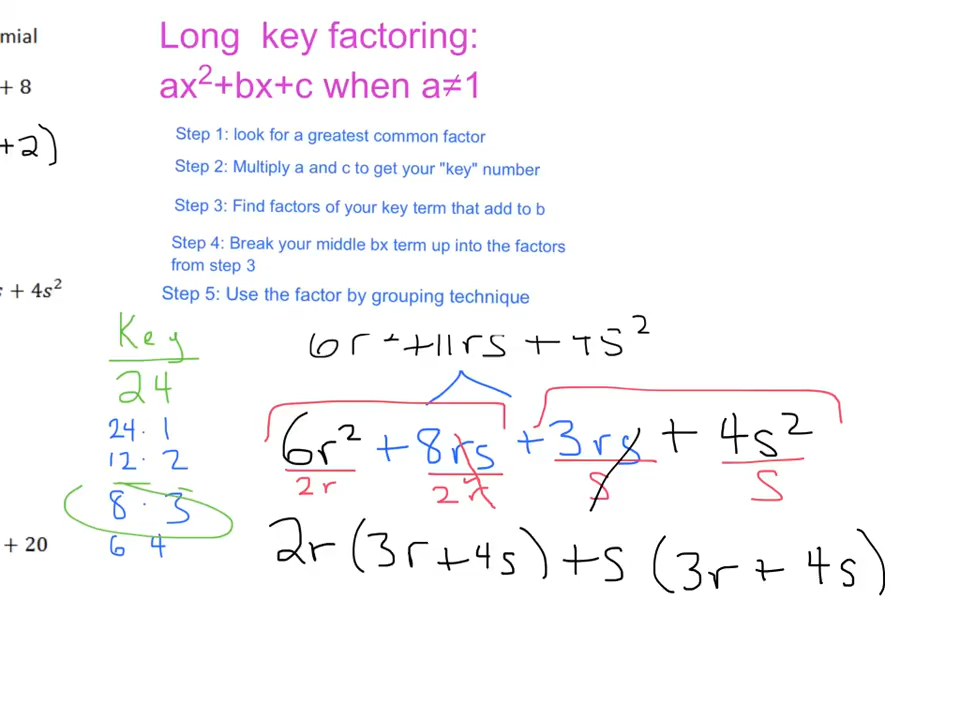 mial
+ 8
+2)
s + 4s²
+ 20
Long key factoring:
ax²+bx+c when a≠1
Step 1: look for a greatest common factor
Step 2: Multiply a and c to get your "key" number
Step 3: Find factors of your key term that add to b
Step 4: Break your middle bx term up into the factors
from step 3
Step 5: Use the factor by grouping technique
Key
24
24 · 1
12 · 2
8 · 3
6 4
6r²+11rs + 4s²
6r² + 8rs + 3rs + 4s²
2r 2r s s
2r (3r+4s) + s (3r + 4s)